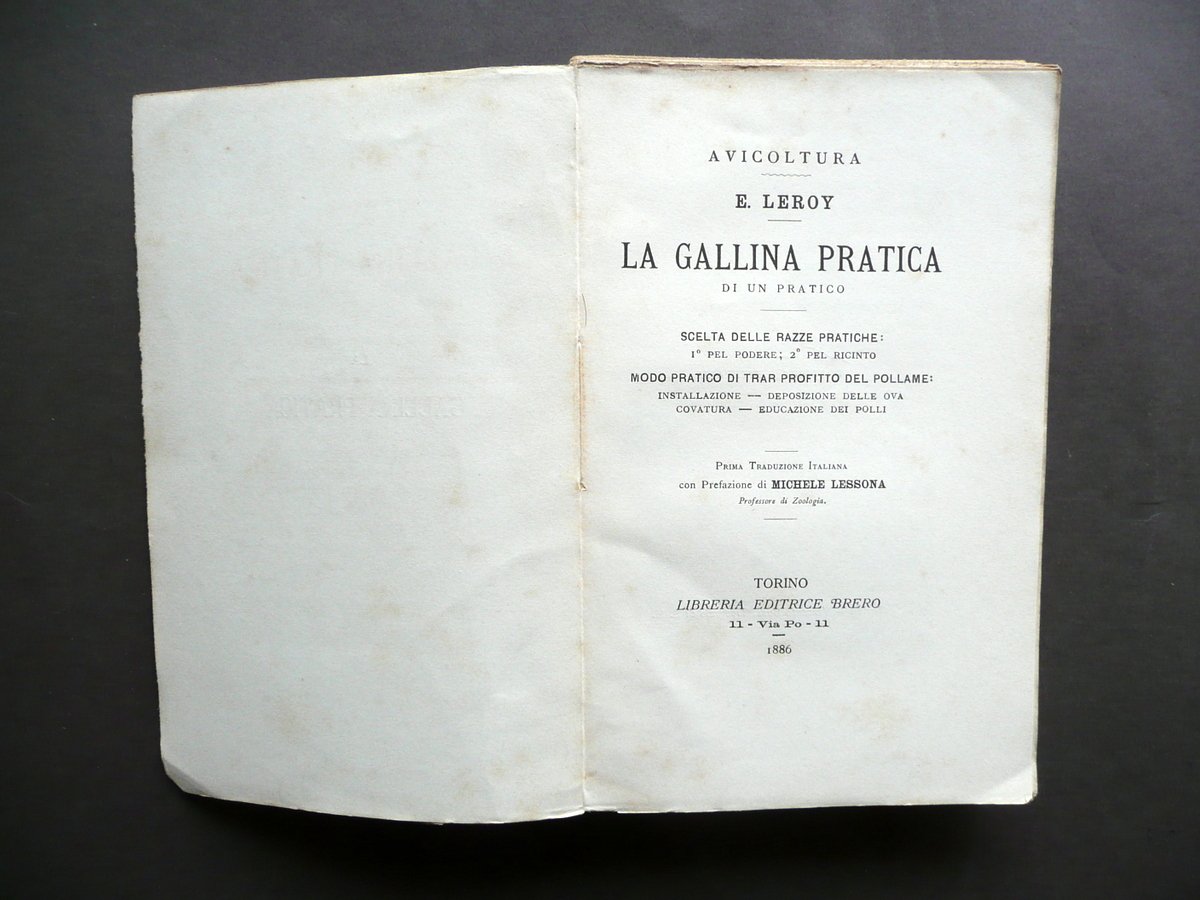 AVICOLTURA
E. LEROY
LA GALLINA PRATICA
DI UN PRATICO
SCELTA DELLE RAZZE PRATICHE:
1º PEL PODERE; 2º PEL RICINTO
MODO PRATICO DI TRAR PROFITTO DEL POLLAME:
INSTALLAZIONE — DEPOSIZIONE DELLE OVA
COVATURA — EDUCAZIONE DEI POLLI
PRIMA TRADUZIONE ITALIANA
con Prefazione di MICHELE LESSONA
Professore di Zoologia.
TORINO
LIBRERIA EDITRICE BRERO
11 - Via Po - 11
1886